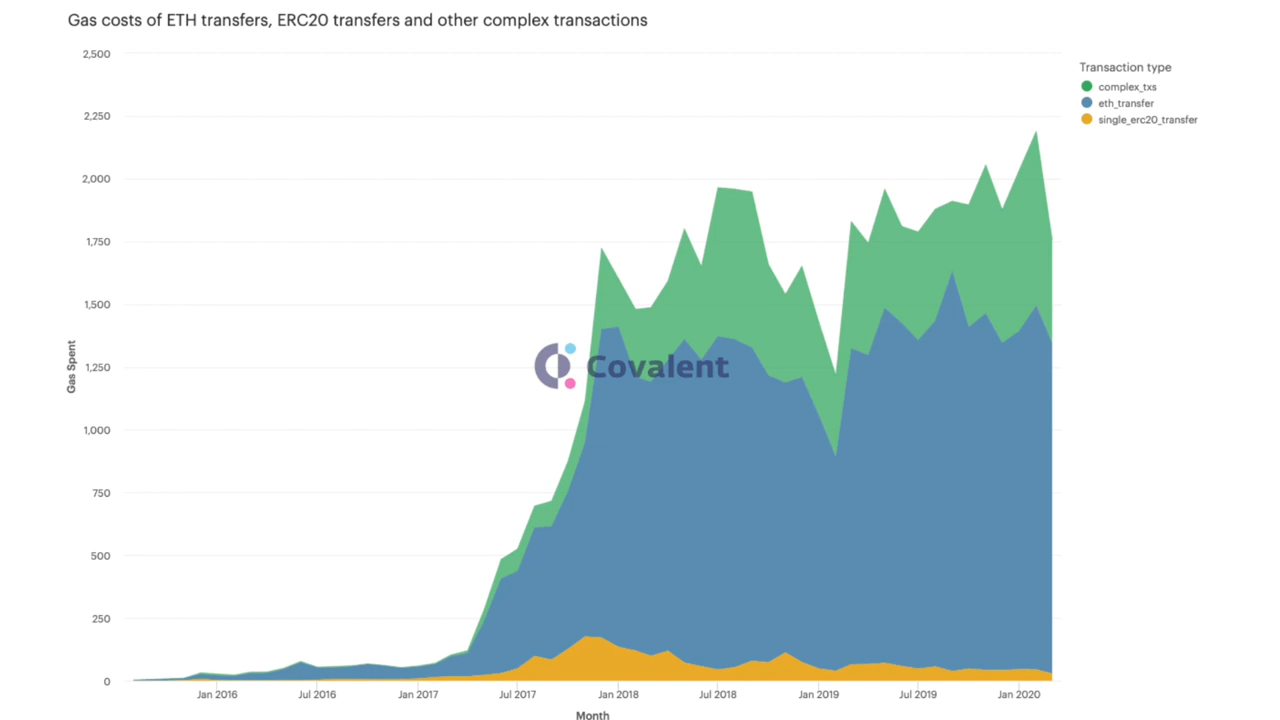 Gas costs of ETH transfers, ERC20 transfers and other complex transactions
2,500
2,250
2,000
1,750
1,500
1,250
1,000
750
500
250
0
Gas Spent
Jan 2016
Jul 2016
Jan 2017
Jul 2017
Jan 2018
Jul 2018
Jan 2019
Jul 2019
Jan 2020
Month
Transaction type
complex_txs
eth_transfer
single_erc20_transfer
Covalent